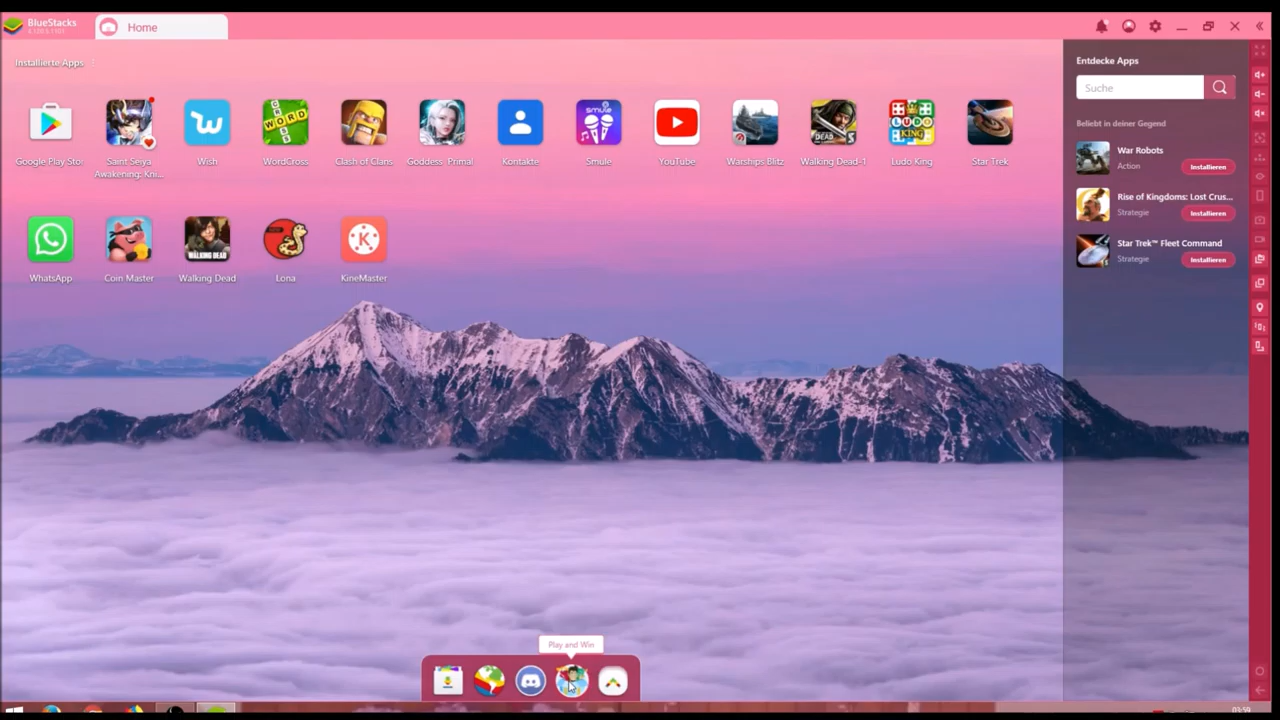 BlueStacks
Home
Installierte Apps
Entdecke Apps
Suche
Beliebt in deiner Gegend
War Robots
Action
Installieren
Rise of Kingdoms: Lost Crus...
Strategie
Installieren
Star Trek™ Fleet Command
Strategie
Installieren
Google Play Stor
Saint Seiya
Awakening: Kni...
Wish
WordCross
Clash of Clans
Goddess Primal
Kontakte
Smule
YouTube
Warships Blitz
Walking Dead-1
Ludo King
Star Trek
WhatsApp
Coin Master
Walking Dead
Lona
KineMaster
Play and Win
03:59